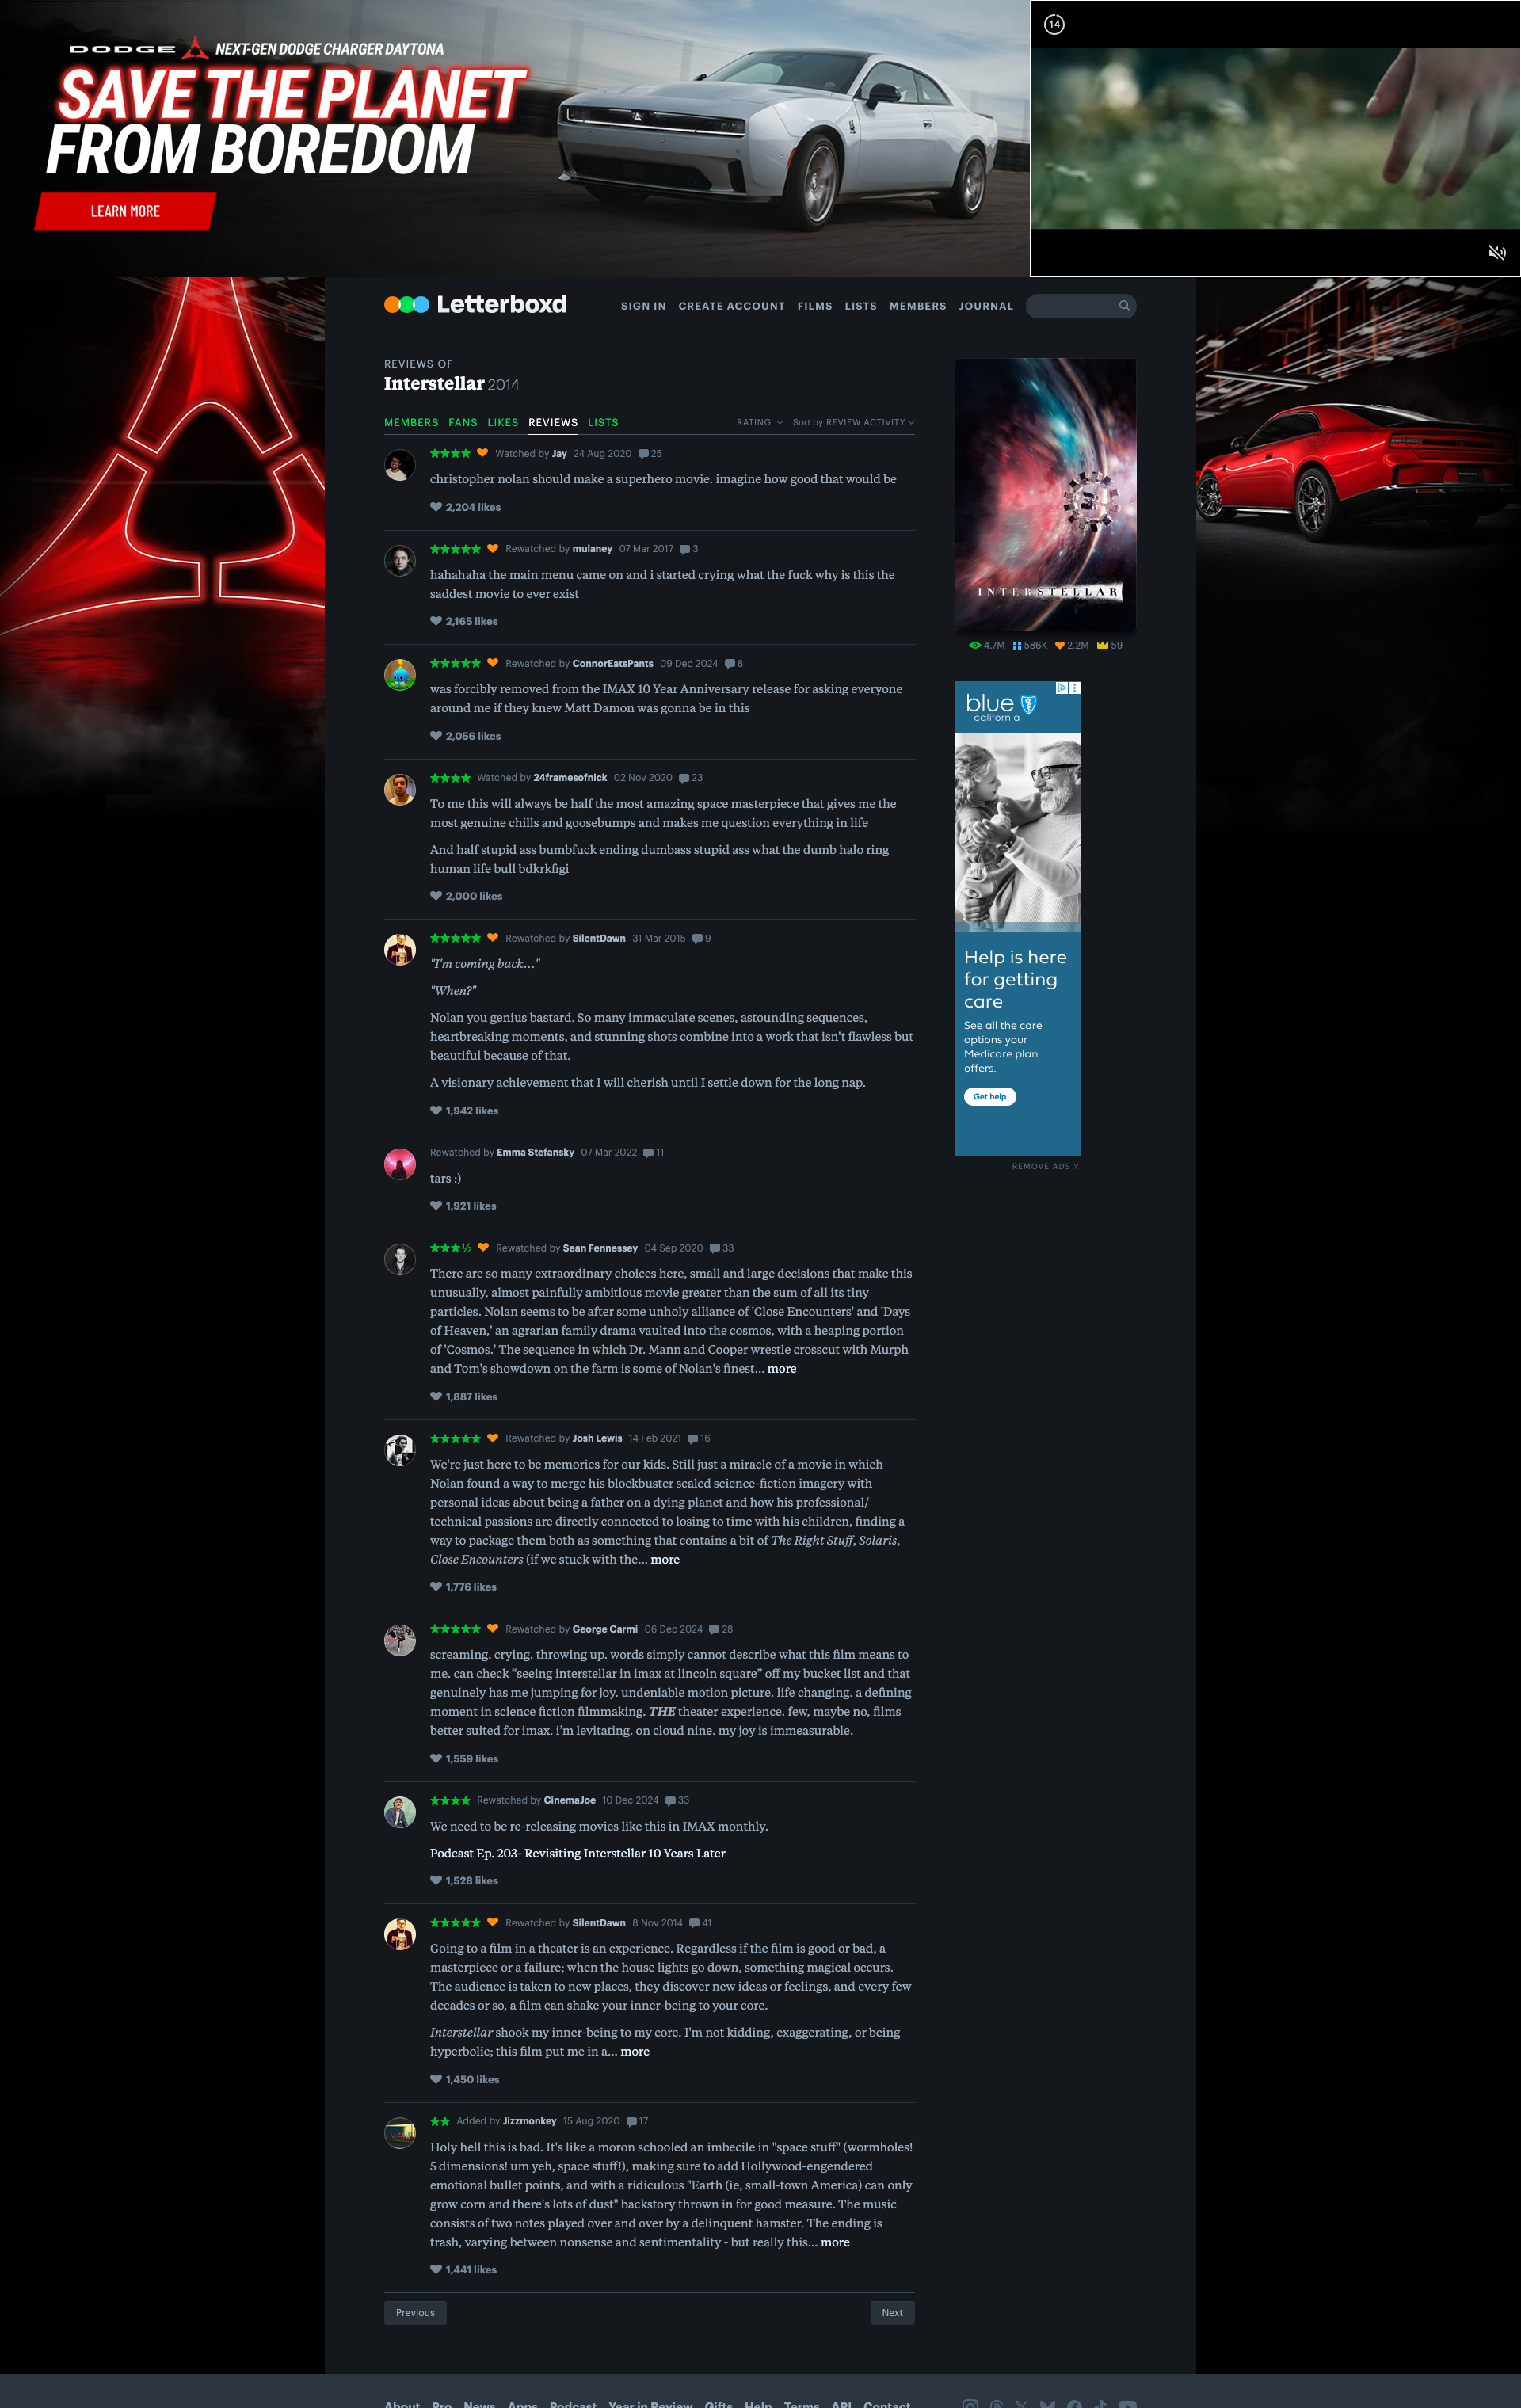 DODGE NEXT-GEN DODGE CHARGER DAYTONA
SAVE THE PLANET
FROM BOREDOM
LEARN MORE
14
Letterboxd
SIGN IN CREATE ACCOUNT FILMS LISTS MEMBERS JOURNAL
REVIEWS OF
Interstellar 2014
MEMBERS FANS LIKES REVIEWS LISTS RATING Sort by REVIEW ACTIVITY
Watched by Jay 24 Aug 2020 25
christopher nolan should make a superhero movie. imagine how good that would be
2,204 likes
Rewatched by mulaney 07 Mar 2017 3
hahahaha the main menu came on and i started crying what the fuck why is this the
saddest movie to ever exist
2,165 likes
Rewatched by ConnorEatsPants 09 Dec 2024 8
was forcibly removed from the IMAX 10 Year Anniversary release for asking everyone
around me if they knew Matt Damon was gonna be in this
2,056 likes
Watched by 24framesofnick 02 Nov 2020 23
To me this will always be half the most amazing space masterpiece that gives me the
most genuine chills and goosebumps and makes me question everything in life
And half stupid ass bumbfuck ending dumbass stupid ass what the dumb halo ring
human life bull bdkrkfigi
2,000 likes
Rewatched by SilentDawn 31 Mar 2015 9
"I'm coming back..."
"When?"
Nolan you genius bastard. So many immaculate scenes, astounding sequences,
heartbreaking moments, and stunning shots combine into a work that isn't flawless but
beautiful because of that.
A visionary achievement that I will cherish until I settle down for the long nap.
1,942 likes
Rewatched by Emma Stefansky 07 Mar 2022 11
tars :)
1,921 likes
½ Rewatched by Sean Fennessey 04 Sep 2020 33
There are so many extraordinary choices here, small and large decisions that make this
unusually, almost painfully ambitious movie greater than the sum of all its tiny
particles. Nolan seems to be after some unholy alliance of 'Close Encounters' and 'Days
of Heaven,' an agrarian family drama vaulted into the cosmos, with a heaping portion
of 'Cosmos.' The sequence in which Dr. Mann and Cooper wrestle crosscut with Murph
and Tom's showdown on the farm is some of Nolan's finest... more
1,887 likes
Rewatched by Josh Lewis 14 Feb 2021 16
We're just here to be memories for our kids. Still just a miracle of a movie in which
Nolan found a way to merge his blockbuster scaled science-fiction imagery with
personal ideas about being a father on a dying planet and how his professional/
technical passions are directly connected to losing to time with his children, finding a
way to package them both as something that contains a bit of The Right Stuff, Solaris,
Close Encounters (if we stuck with the... more
1,776 likes
Rewatched by George Carmi 06 Dec 2024 28
screaming. crying. throwing up. words simply cannot describe what this film means to
me. can check “seeing interstellar in imax at lincoln square” off my bucket list and that
genuinely has me jumping for joy. undeniable motion picture. life changing. a defining
moment in science fiction filmmaking. THE theater experience. few, maybe no, films
better suited for imax. i’m levitating. on cloud nine. my joy is immeasurable.
1,559 likes
Rewatched by CinemaJoe 10 Dec 2024 33
We need to be re-releasing movies like this in IMAX monthly.
Podcast Ep. 203- Revisiting Interstellar 10 Years Later
1,528 likes
Rewatched by SilentDawn 8 Nov 2014 41
Going to a film in a theater is an experience. Regardless if the film is good or bad, a
masterpiece or a failure; when the house lights go down, something magical occurs.
The audience is taken to new places, they discover new ideas or feelings, and every few
decades or so, a film can shake your inner-being to your core.
Interstellar shook my inner-being to my core. I'm not kidding, exaggerating, or being
hyperbolic; this film put me in a... more
1,450 likes
Added by Jizzmonkey 15 Aug 2020 17
Holy hell this is bad. It's like a moron schooled an imbecile in "space stuff" (wormholes!
5 dimensions! um yeh, space stuff!), making sure to add Hollywood-engendered
emotional bullet points, and with a ridiculous "Earth (ie, small-town America) can only
grow corn and there's lots of dust" backstory thrown in for good measure. The music
consists of two notes played over and over by a delinquent hamster. The ending is
trash, varying between nonsense and sentimentality - but really this... more
1,441 likes
Previous Next
INTERSTELLAR
4.7M 586K 2.2M 59
blue
california
Help is here
for getting
care
See all the care
options your
Medicare plan
offers.
Get help
REMOVE ADS
About Pro News Apps Podcast Year in Review Gifts Help Terms API Contact